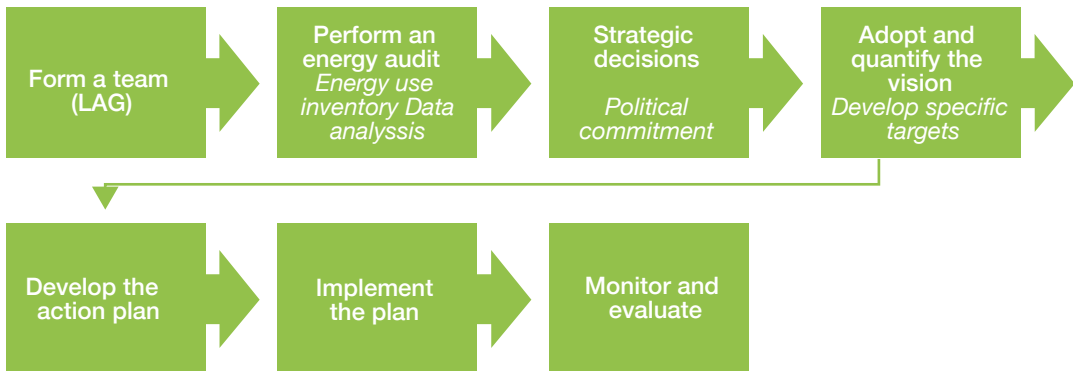 Form a team
(LAG)
Perform an
energy audit
Energy use
inventory Data
analyssis
Strategic
decisions
Political
commitment
Adopt and
quantify the
vision
Develop specific
targets
Develop the
action plan
Implement
the plan
Monitor and
evaluate